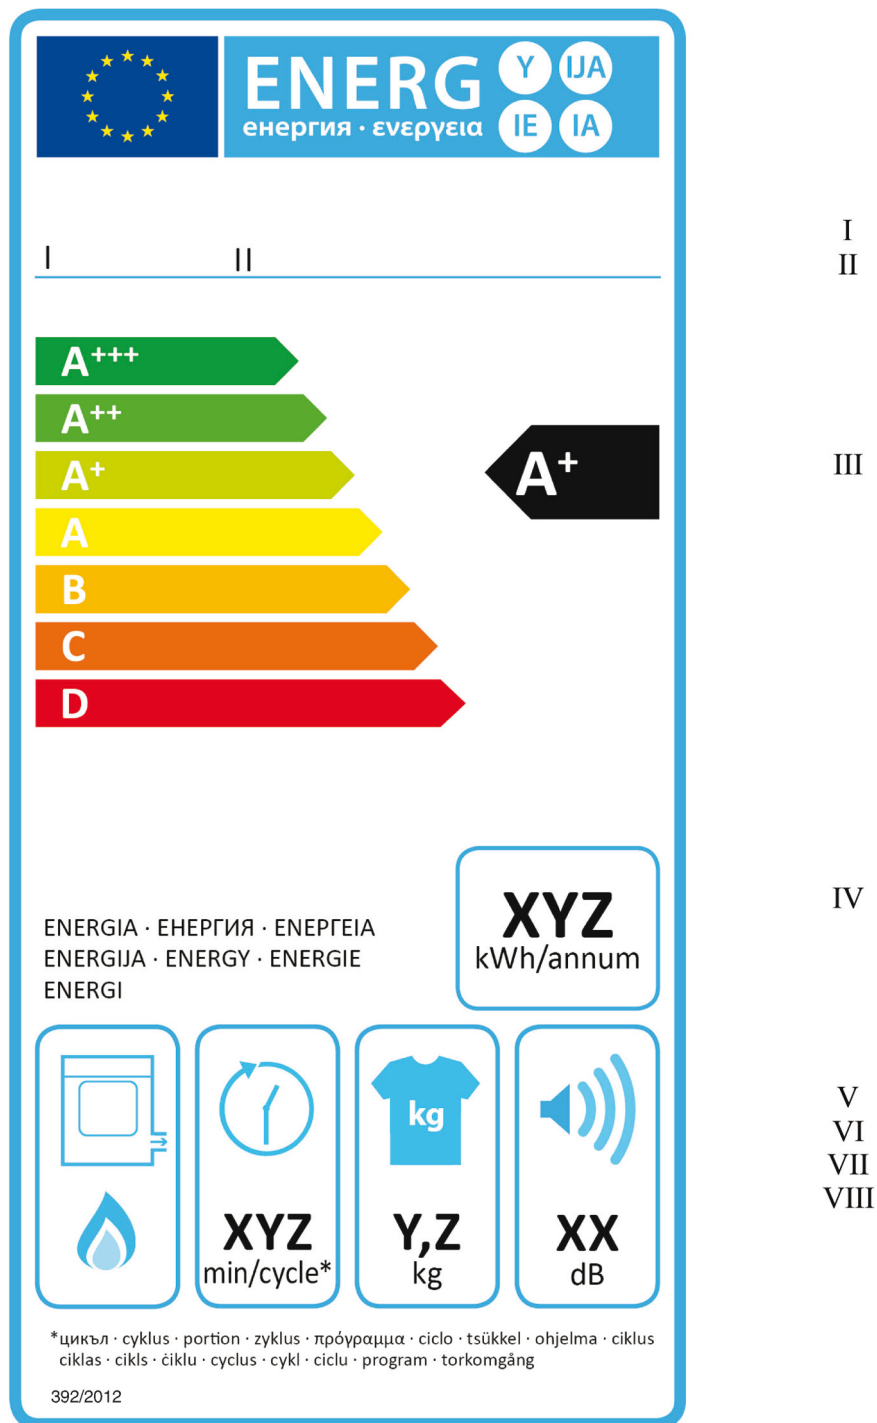 ENERG Y IJA
енергия · ενεργεια IE IA
I II
I
II
A+++
A++
A+
A
B
C
D
A+
III
XYZ
kWh/annum
IV
ENERGIA · ЕНЕРГИЯ · ΕΝΕΡΓΕΙΑ
ENERGIJA · ENERGY · ENERGIE
ENERGI
XYZ
min/cycle*
kg
Y,Z
kg
XX
dB
V
VI
VII
VIII
*цикъл · cyklus · portion · zyklus · πρόγραμμα · ciclo · tsükkel · ohjelma · ciklus
ciklas · cikls · ċiklu · cyclus · cykl · ciclu · program · torkomgång
392/2012